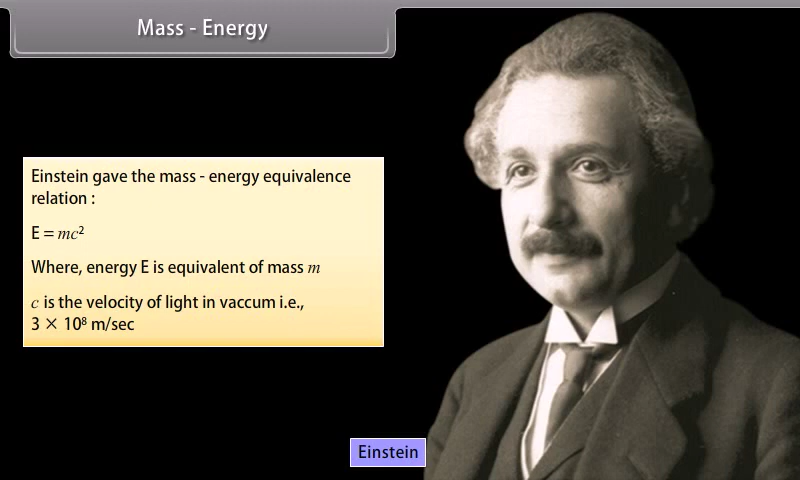 Mass - Energy
Einstein gave the mass - energy equivalence
relation :
E = mc²
Where, energy E is equivalent of mass m
c is the velocity of light in vaccum i.e.,
3 × 10⁸ m/sec
Einstein